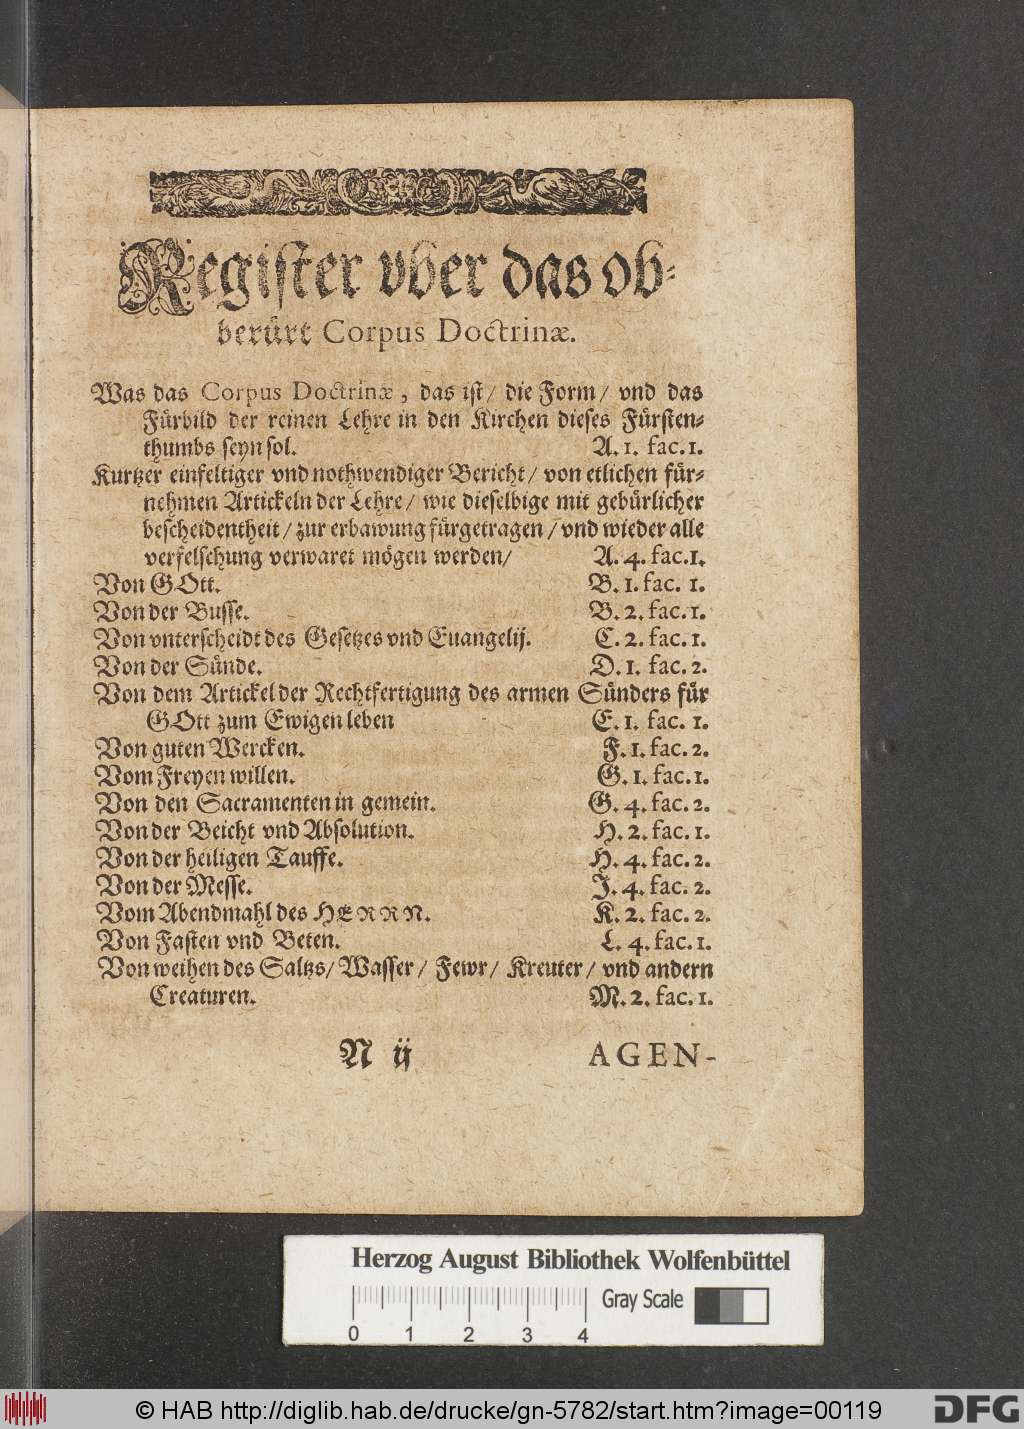 Register vber das ob-
berürt Corpus Doctrinæ.
Was das Corpus Doctrinæ, das ist/ die Form/ vnd das
Fürbild der reinen Lehre in den Kirchen dieses Fürsten-
thumbs seyn sol. A. 1. fac. 1.
Kurtzer einfeltiger vnd nothwendiger Bericht/ von etlichen für-
nehmen Artickeln der Lehre/ wie dieselbige mit gebürlicher
bescheidentheit/ zur erbawung fürgetragen/ vnd wieder alle
verfelschung verwaret mögen werden/ A. 4. fac. 1.
Von GOtt. B. 1. fac. 1.
Von der Busse. B. 2. fac. 1.
Von vnterscheidt des Gesetzes vnd Euangelij. C. 2. fac. 1.
Von der Sünde. D. 1. fac. 2.
Von dem Artickel der Rechtfertigung des armen Sünders für
GOtt zum Ewigen leben E. 1. fac. 1.
Von guten Wercken. F. 1. fac. 2.
Vom Freyen willen. G. 1. fac. 1.
Von den Sacramenten in gemein. G. 4. fac. 2.
Von der Beicht vnd Absolution. H. 2. fac. 1.
Von der heiligen Tauffe. H. 4. fac. 2.
Von der Messe. J. 4. fac. 2.
Vom Abendmahl des HERRN. K. 2. fac. 2.
Von Fasten vnd Beten. L. 4. fac. 1.
Von weihen des Saltzs/ Wasser/ Fewr/ Kreuter/ vnd andern
Creaturen. M. 2. fac. 1.
N ij AGEN-
Herzog August Bibliothek Wolfenbüttel
Gray Scale
0 1 2 3 4
© HAB http://diglib.hab.de/drucke/gn-5782/start.htm?image=00119
DFG